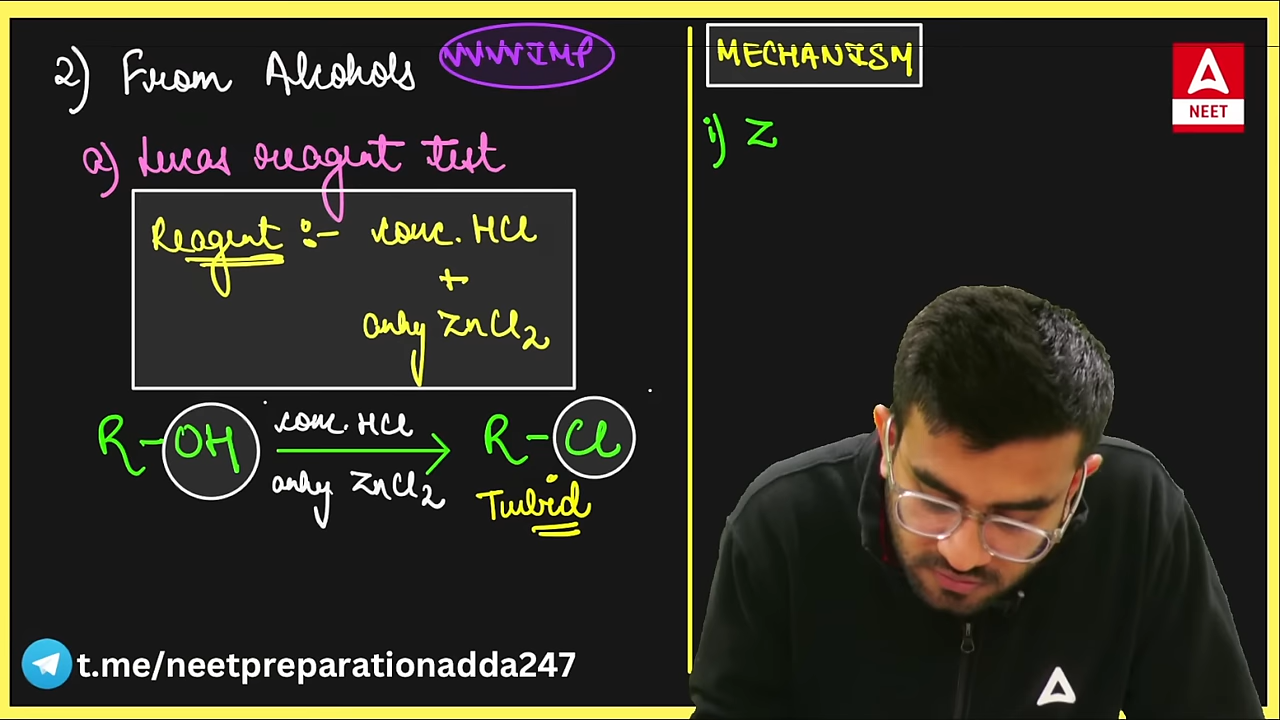 2) From Alcohols VVVVIMP
a) Lucas reagent Test
Reagent :- conc. HCl
+
anhy ZnCl2
R-OH conc. HCl R-Cl
anhy ZnCl2
Turbid
MECHANISM
i) Z
NEET
t.me/neetpreparationadda247